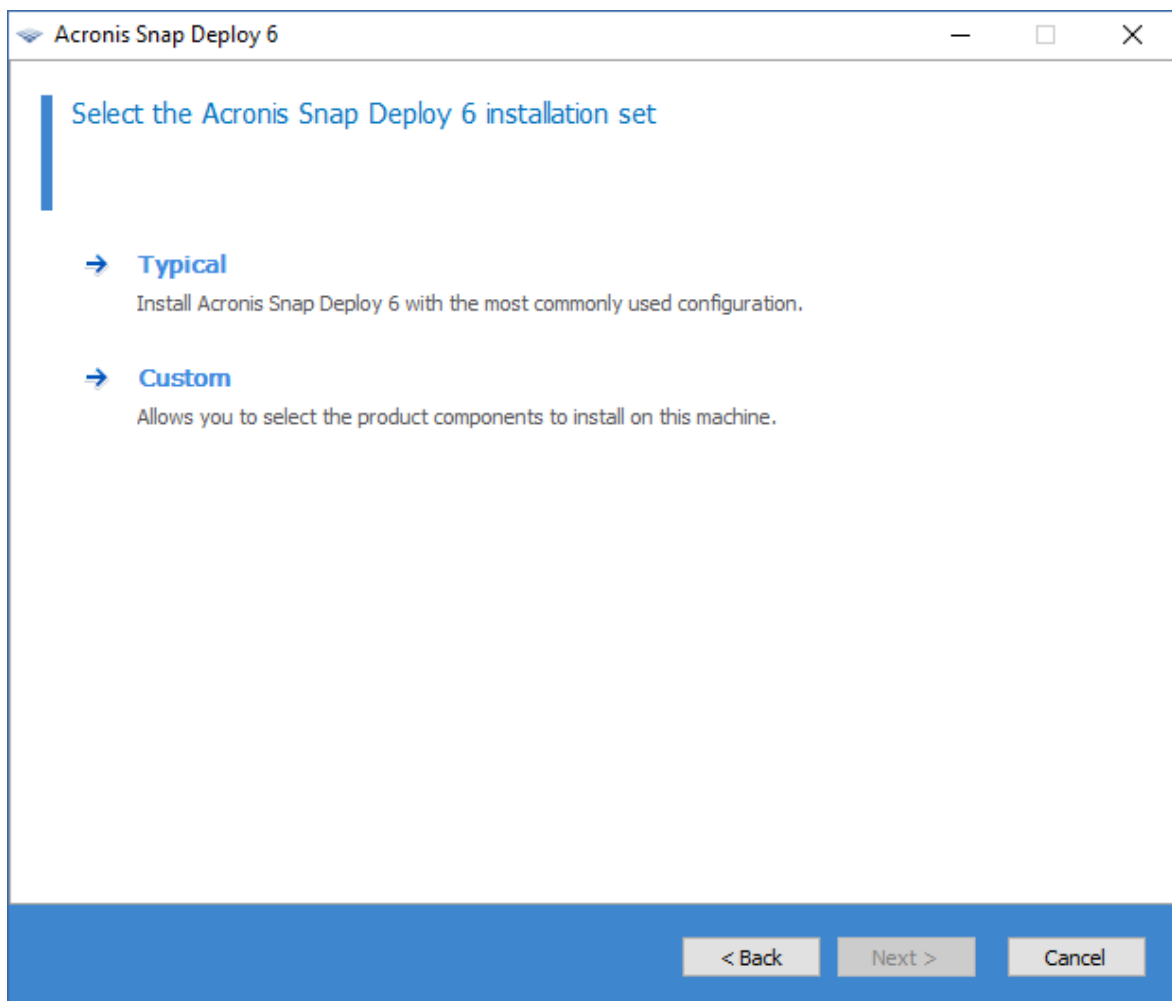 Acronis Snap Deploy 6
Select the Acronis Snap Deploy 6 installation set
Typical
Install Acronis Snap Deploy 6 with the most commonly used configuration.
Custom
Allows you to select the product components to install on this machine.
< Back Next > Cancel